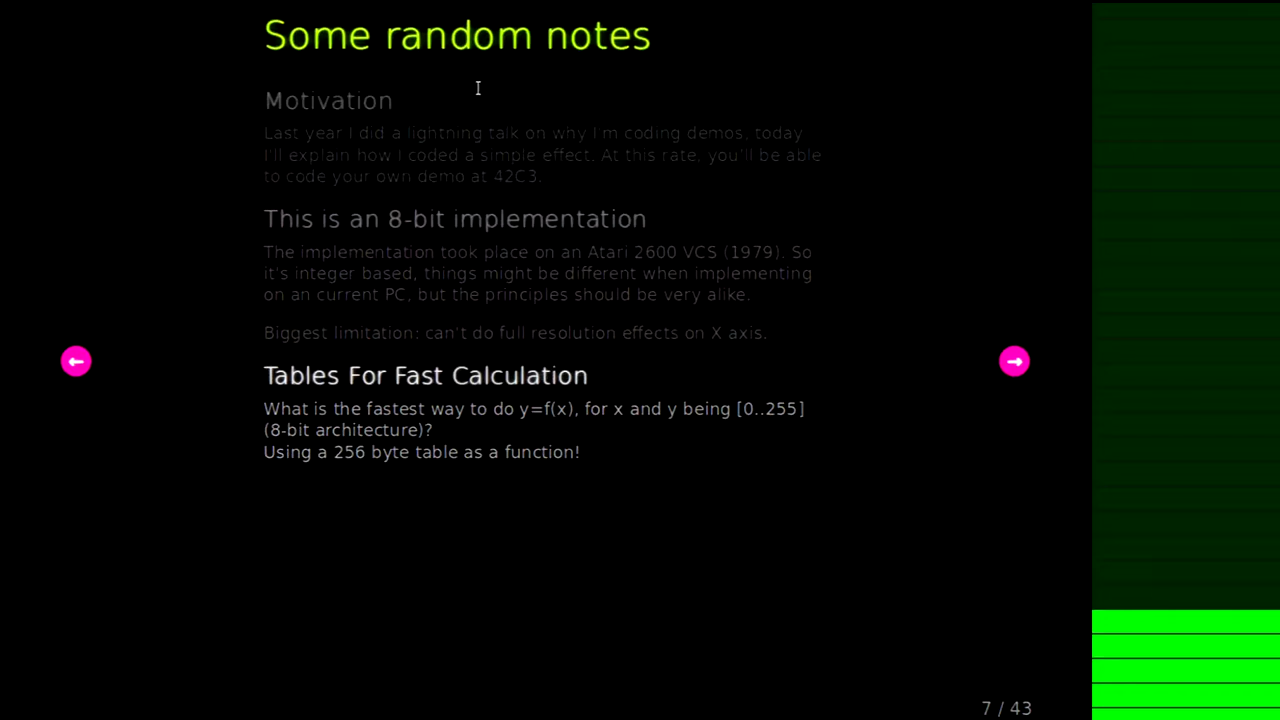 Some random notes
Motivation
Last year I did a lightning talk on why I'm coding demos, today
I'll explain how I coded a simple effect. At this rate, you'll be able
to code your own demo at 42C3.
This is an 8-bit implementation
The implementation took place on an Atari 2600 VCS (1979). So
it's integer based, things might be different when implementing
on an current PC, but the principles should be very alike.
Biggest limitation: can't do full resolution effects on X axis.
Tables For Fast Calculation
What is the fastest way to do y=f(x), for x and y being [0..255]
(8-bit architecture)?
Using a 256 byte table as a function!
7 / 43